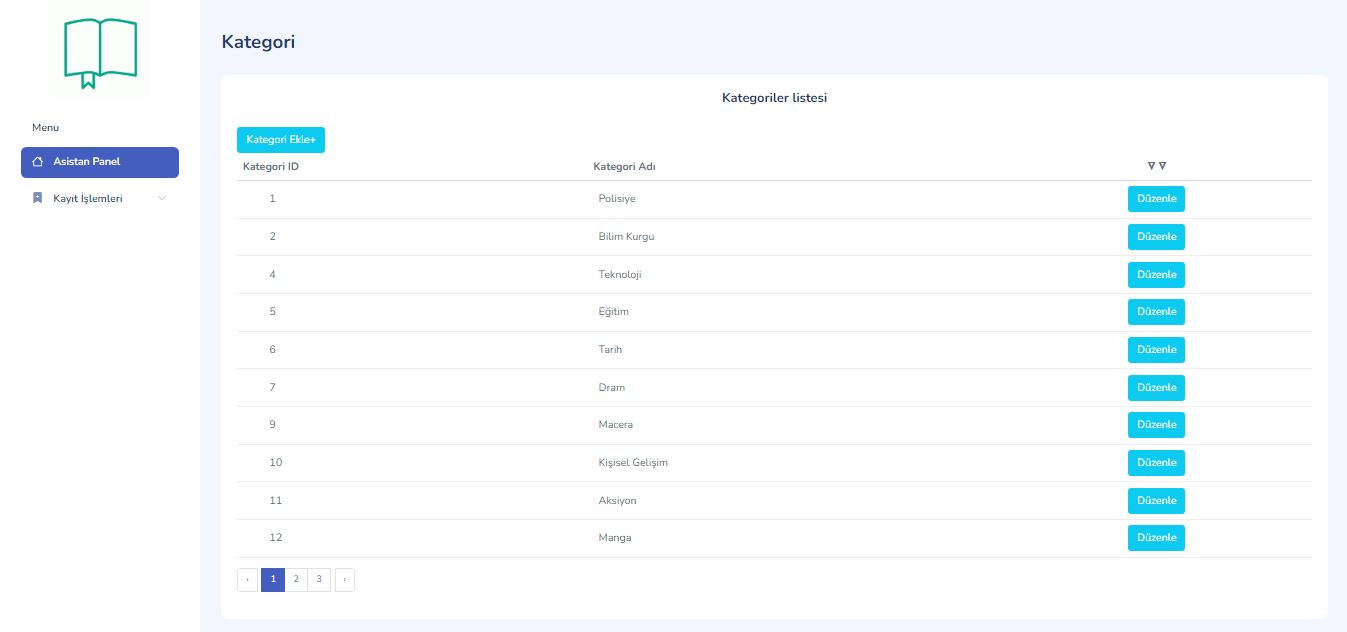 Kategori
Kategoriler listesi
Menu
Kategori Ekle+
Asistan Panel
Kategori ID Kategori Adı ∇ ∇
Kayıt İşlemleri
1 Polisiye Düzenle
2 Bilim Kurgu Düzenle
4 Teknoloji Düzenle
5 Eğitim Düzenle
6 Tarih Düzenle
7 Dram Düzenle
9 Macera Düzenle
10 Kişisel Gelişim Düzenle
11 Aksiyon Düzenle
12 Manga Düzenle
‹ 1 2 3 ›